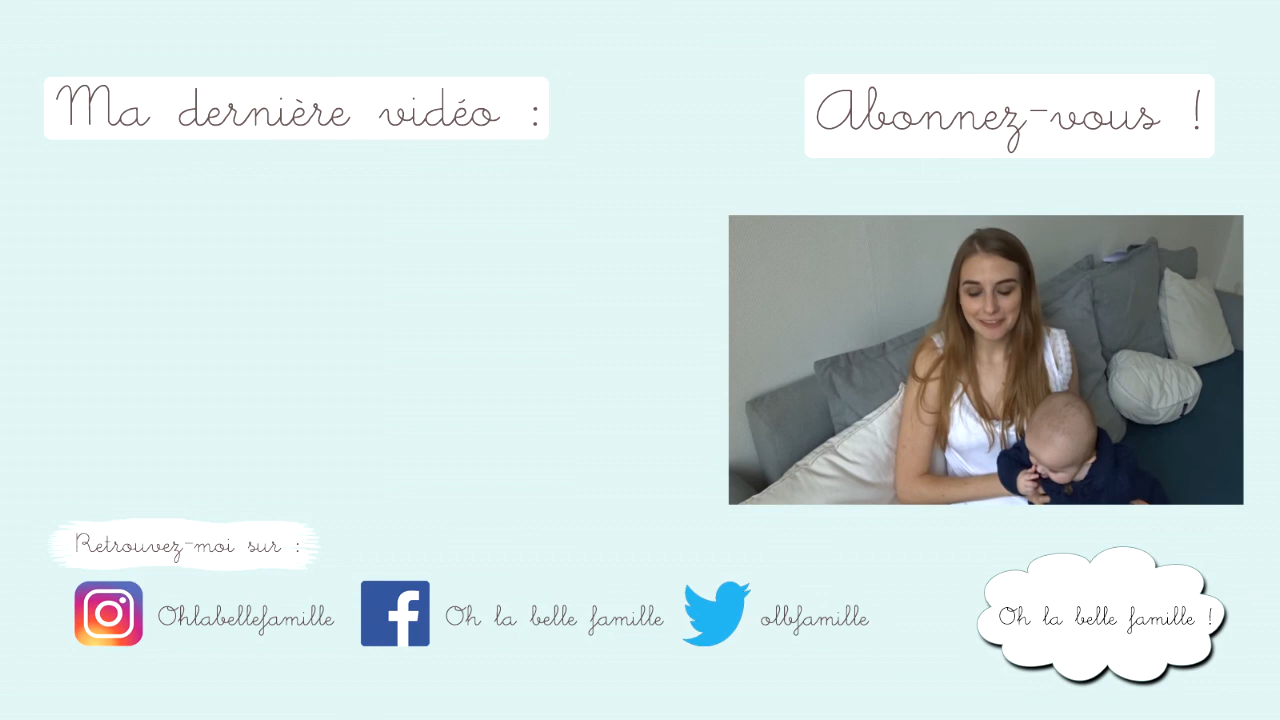 Ma dernière vidéo :
Abonnez-vous !
Retrouvez-moi sur :
Ohlabellefamille
Oh la belle famille
olbfamille
Oh la belle famille !